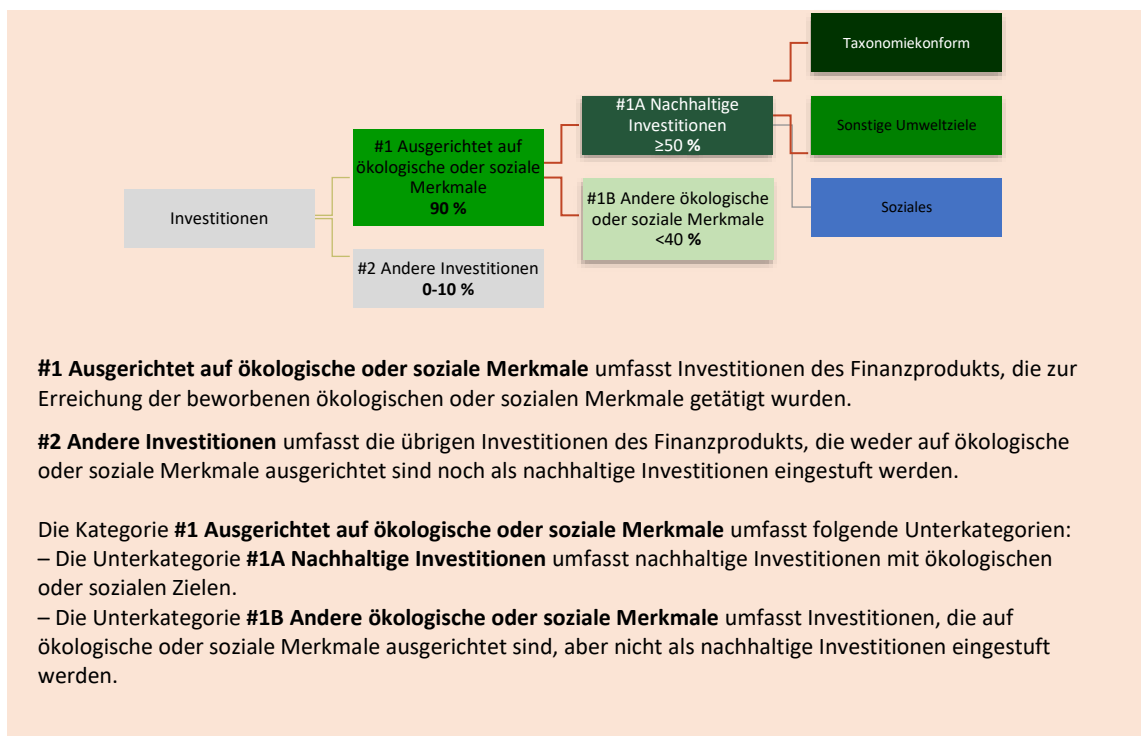 Taxonomiekonform
#1A Nachhaltige
Investitionen
≥50 %
Sonstige Umweltziele
#1 Ausgerichtet auf
ökologische oder soziale
Merkmale
90 %
#1B Andere ökologische
oder soziale Merkmale
<40 %
Soziales
Investitionen
#2 Andere Investitionen
0-10 %
#1 Ausgerichtet auf ökologische oder soziale Merkmale umfasst Investitionen des Finanzprodukts, die zur
Erreichung der beworbenen ökologischen oder sozialen Merkmale getätigt wurden.
#2 Andere Investitionen umfasst die übrigen Investitionen des Finanzprodukts, die weder auf ökologische
oder soziale Merkmale ausgerichtet sind noch als nachhaltige Investitionen eingestuft werden.
Die Kategorie #1 Ausgerichtet auf ökologische oder soziale Merkmale umfasst folgende Unterkategorien:
– Die Unterkategorie #1A Nachhaltige Investitionen umfasst nachhaltige Investitionen mit ökologischen
oder sozialen Zielen.
– Die Unterkategorie #1B Andere ökologische oder soziale Merkmale umfasst Investitionen, die auf
ökologische oder soziale Merkmale ausgerichtet sind, aber nicht als nachhaltige Investitionen eingestuft
werden.